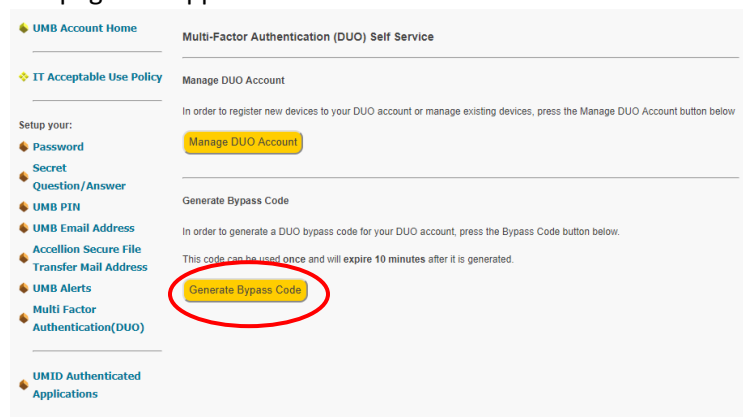 UMB Account Home
IT Acceptable Use Policy
Setup your:
Password
Secret
Question/Answer
UMB PIN
UMB Email Address
Accellion Secure File
Transfer Mail Address
UMB Alerts
Multi Factor
Authentication(DUO)
UMID Authenticated
Applications
Multi-Factor Authentication (DUO) Self Service
Manage DUO Account
In order to register new devices to your DUO account or manage existing devices, press the Manage DUO Account button below
Manage DUO Account
Generate Bypass Code
In order to generate a DUO bypass code for your DUO account, press the Bypass Code button below.
This code can be used once and will expire 10 minutes after it is generated.
Generate Bypass Code